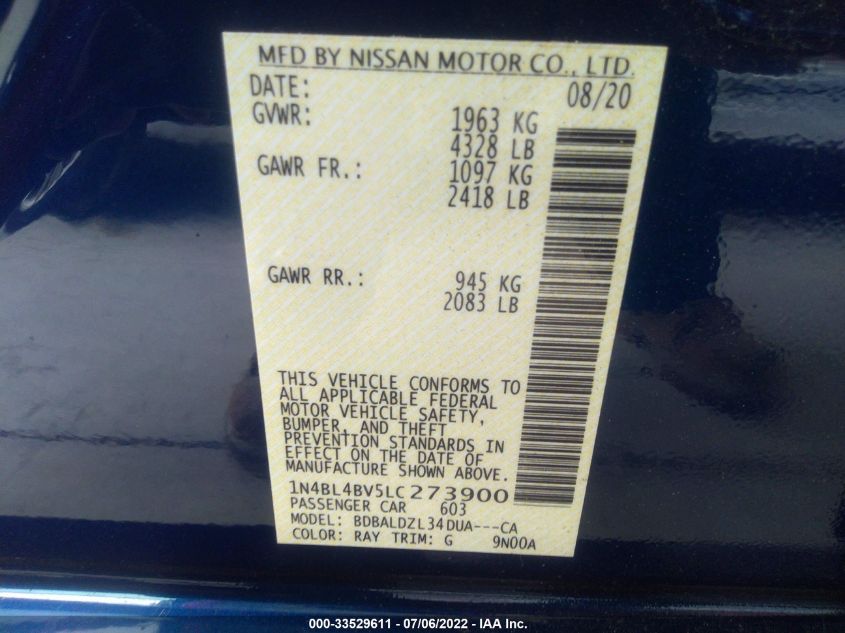 MFD BY NISSAN MOTOR CO., LTD.
DATE: 08/20
GVWR: 1963 KG
4328 LB
GAWR FR.: 1097 KG
2418 LB
GAWR RR.: 945 KG
2083 LB
THIS VEHICLE CONFORMS TO
ALL APPLICABLE FEDERAL
MOTOR VEHICLE SAFETY,
BUMPER, AND THEFT
PREVENTION STANDARDS IN
EFFECT ON THE DATE OF
MANUFACTURE SHOWN ABOVE.
1N4BL4BV5LC273900
PASSENGER CAR 603
MODEL: BDBALDZL34DUA---CA
COLOR: RAY TRIM: G 9N00A
000-33529611 - 07/06/2022 - IAA Inc.